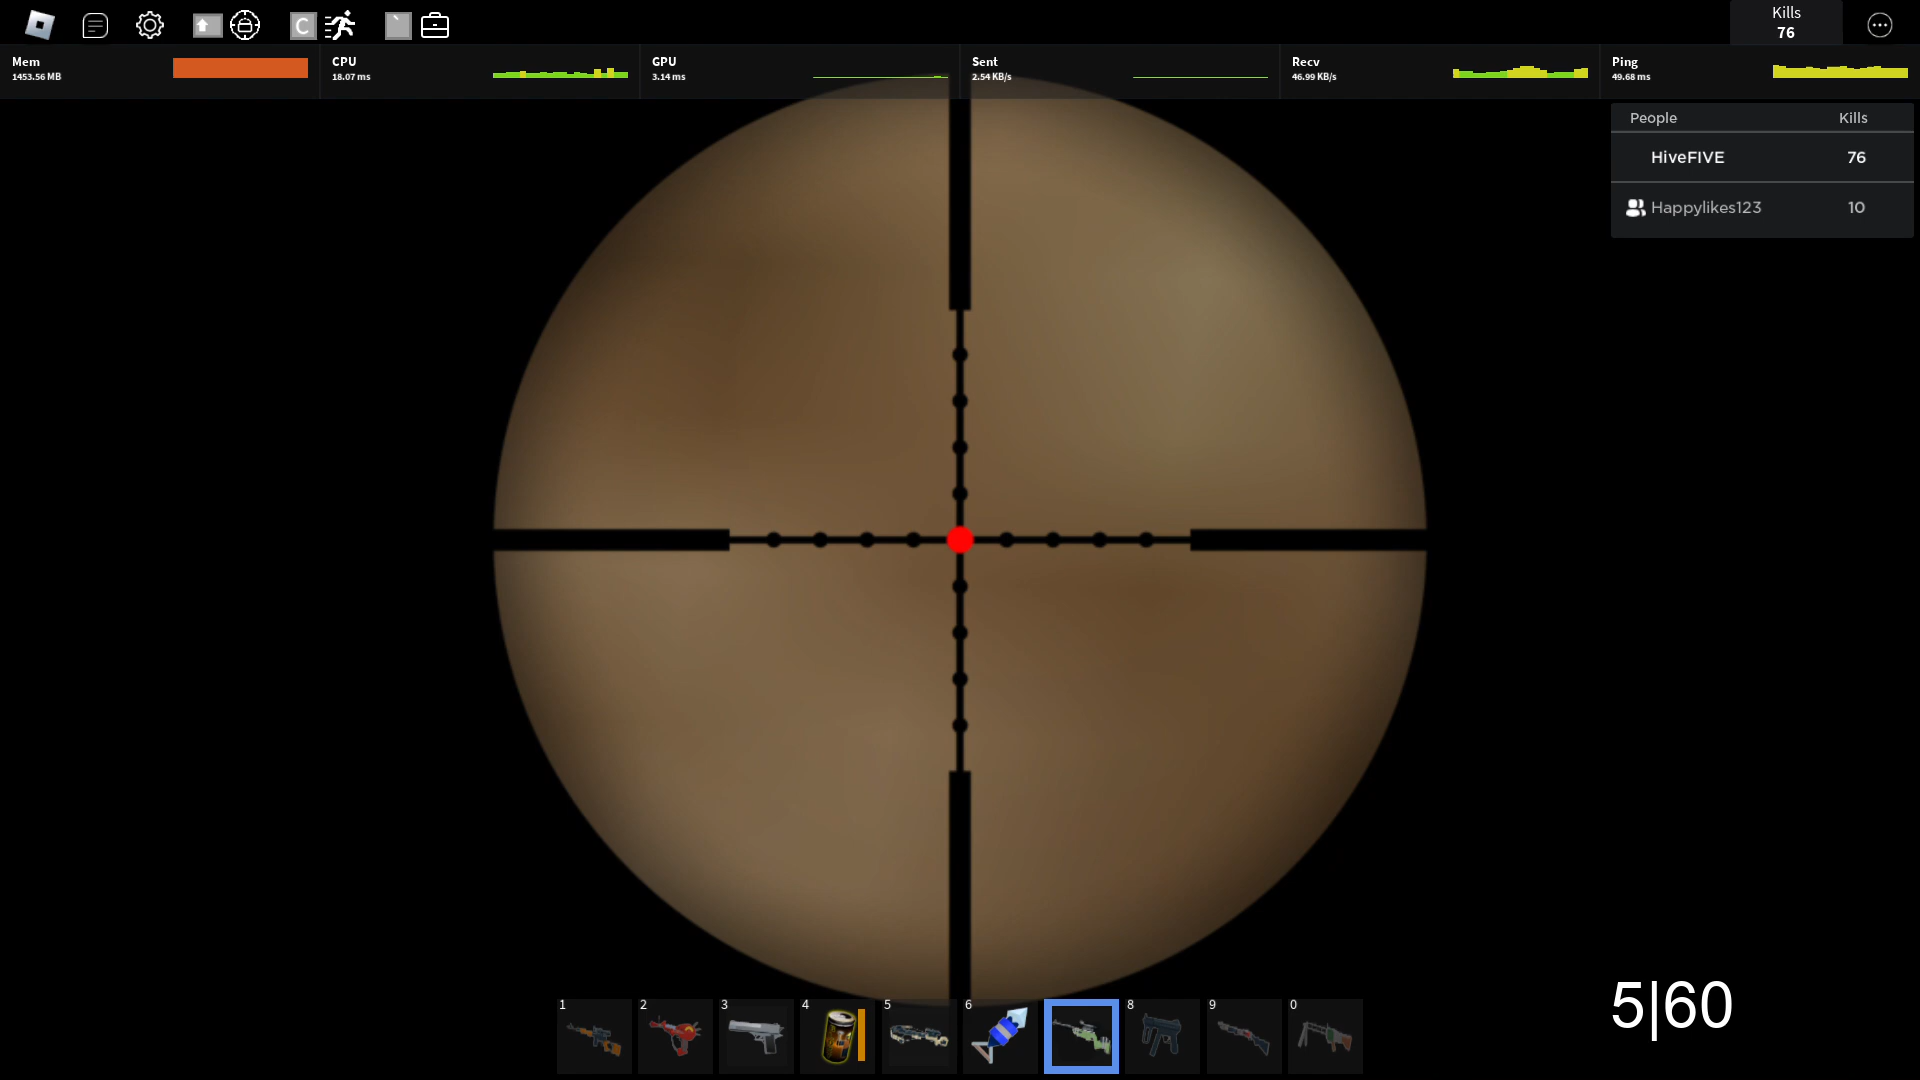 C
`
Kills
76
Mem
1453.56 MB
CPU
18.07 ms
GPU
3.14 ms
Sent
2.54 KB/s
Recv
46.99 KB/s
Ping
49.68 ms
People Kills
HiveFIVE 76
Happylikes123 10
5|60
1 2 3 4 5 6 8 9 0